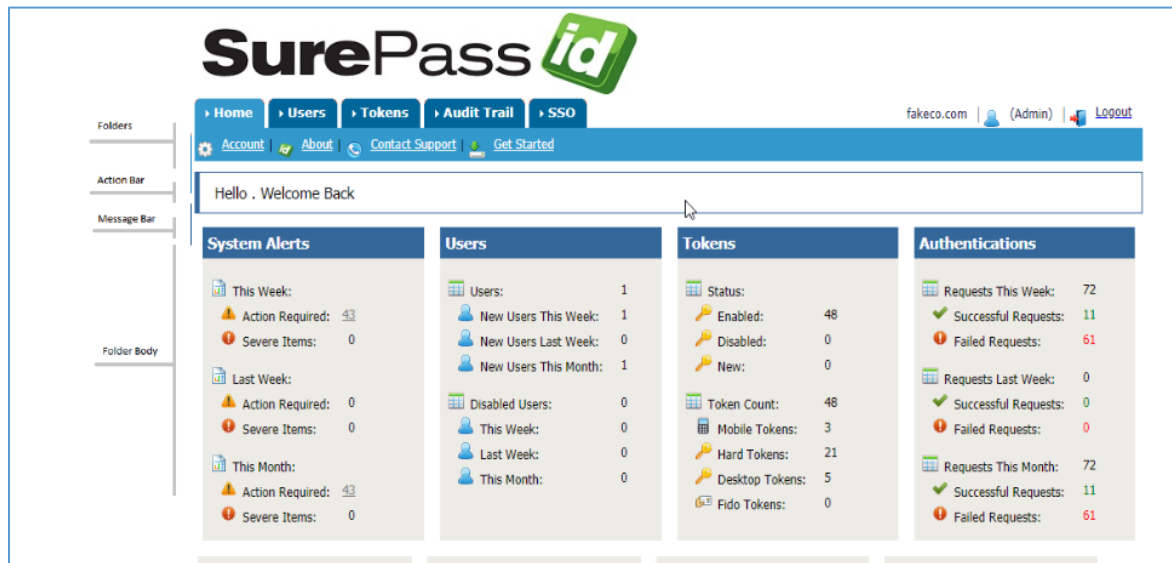 SurePass id
Home Users Tokens Audit Trail SSO
fakeco.com | (Admin) | Logout
Folders
Account | About | Contact Support | Get Started
Action Bar
Hello . Welcome Back
Message Bar
System Alerts
This Week:
Action Required: 43
Severe Items: 0
Last Week:
Action Required: 0
Severe Items: 0
This Month:
Action Required: 43
Severe Items: 0
Users
Users: 1
New Users This Week: 1
New Users Last Week: 0
New Users This Month: 1
Disabled Users: 0
This Week: 0
Last Week: 0
This Month: 0
Tokens
Status:
Enabled: 48
Disabled: 0
New: 0
Token Count: 48
Mobile Tokens: 3
Hard Tokens: 21
Desktop Tokens: 5
Fido Tokens: 0
Authentications
Requests This Week: 72
Successful Requests: 11
Failed Requests: 61
Requests Last Week: 0
Successful Requests: 0
Failed Requests: 0
Requests This Month: 72
Successful Requests: 11
Failed Requests: 61
Folder Body